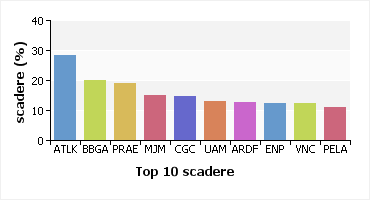 40
30
20
10
0
scadere (%)
ATLK BBGA PRAE MJM CGC UAM ARDF ENP VNC PELA
Top 10 scadere